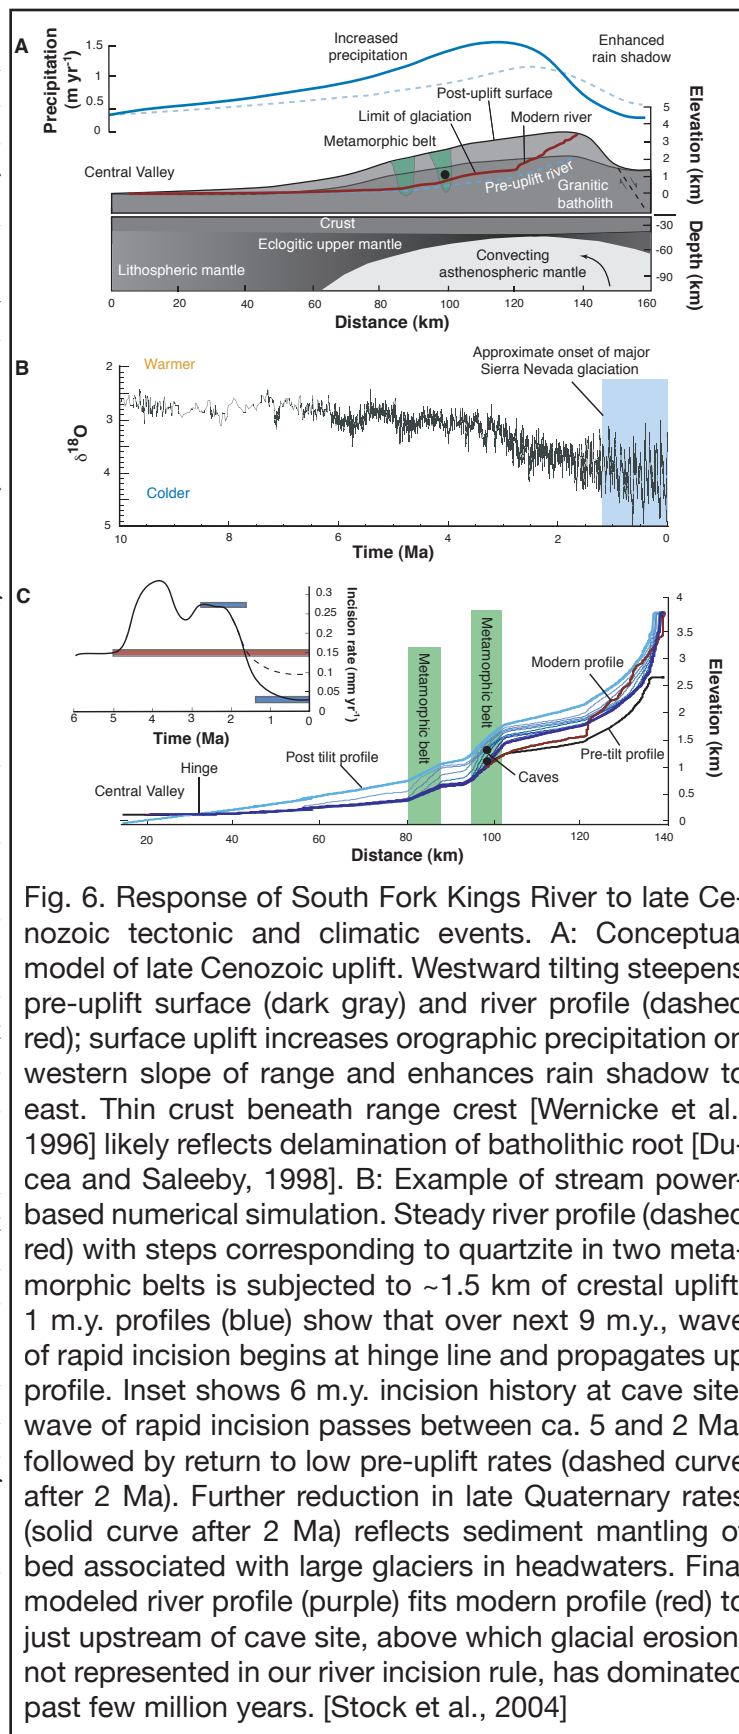 A
Precipitation
(m yr⁻¹)
1.5
1
0.5
0
Increased
precipitation
Enhanced
rain shadow
Post-uplift surface
Limit of glaciation
Modern river
Metamorphic belt
Central Valley
Pre-uplift river
Granitic
batholith
5
4
3
2
1
0
Elevation (km)
Crust
Eclogitic upper mantle
Lithospheric mantle
Convecting
asthenospheric mantle
-30
-60
-90
Depth (km)
0
20
40
60
80
100
120
140
160
Distance (km)
B
Warmer
Colder
Approximate onset of major
Sierra Nevada glaciation
δ¹⁸O
2
3
4
5
10
8
6
4
2
0
Time (Ma)
C
0.3
0.25
0.2
0.15
0.1
0.05
0
Incision rate (mm yr⁻¹)
6
5
4
3
2
1
0
Time (Ma)
Metamorphic belt
Metamorphic belt
Modern profile
Pre-tilt profile
Post tilit profile
Caves
Hinge
Central Valley
4
3.5
3
2.5
2
1.5
1
0.5
0
Elevation (km)
20
40
60
80
100
120
140
Distance (km)
Fig. 6. Response of South Fork Kings River to late Ce-
nozoic tectonic and climatic events. A: Conceptua
model of late Cenozoic uplift. Westward tilting steepens
pre-uplift surface (dark gray) and river profile (dashed
red); surface uplift increases orographic precipitation on
western slope of range and enhances rain shadow to
east. Thin crust beneath range crest [Wernicke et al.
1996] likely reflects delamination of batholithic root [Du-
cea and Saleeby, 1998]. B: Example of stream power-
based numerical simulation. Steady river profile (dashed
red) with steps corresponding to quartzite in two meta-
morphic belts is subjected to ~1.5 km of crestal uplift
1 m.y. profiles (blue) show that over next 9 m.y., wave
of rapid incision begins at hinge line and propagates up
profile. Inset shows 6 m.y. incision history at cave site
wave of rapid incision passes between ca. 5 and 2 Ma
followed by return to low pre-uplift rates (dashed curve
after 2 Ma). Further reduction in late Quaternary rates
(solid curve after 2 Ma) reflects sediment mantling of
bed associated with large glaciers in headwaters. Fina
modeled river profile (purple) fits modern profile (red) to
just upstream of cave site, above which glacial erosion
not represented in our river incision rule, has dominated
past few million years. [Stock et al., 2004]